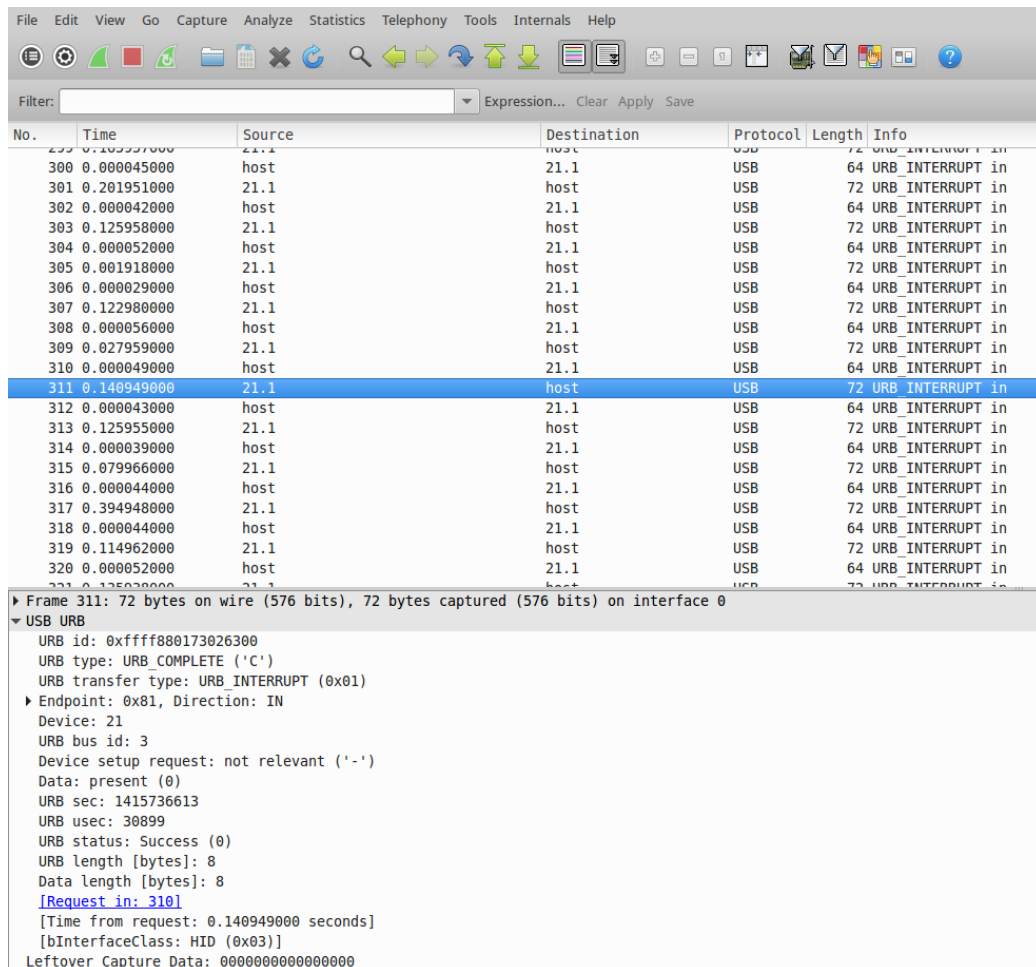 File Edit View Go Capture Analyze Statistics Telephony Tools Internals Help
Filter: Expression... Clear Apply Save
No. Time Source Destination Protocol Length Info
300 0.000045000 host 21.1 USB 64 URB_INTERRUPT in
301 0.201951000 21.1 host USB 72 URB_INTERRUPT in
302 0.000042000 host 21.1 USB 64 URB_INTERRUPT in
303 0.125958000 21.1 host USB 72 URB_INTERRUPT in
304 0.000052000 host 21.1 USB 64 URB_INTERRUPT in
305 0.001918000 21.1 host USB 72 URB_INTERRUPT in
306 0.000029000 host 21.1 USB 64 URB_INTERRUPT in
307 0.122980000 21.1 host USB 72 URB_INTERRUPT in
308 0.000056000 host 21.1 USB 64 URB_INTERRUPT in
309 0.027959000 21.1 host USB 72 URB_INTERRUPT in
310 0.000049000 host 21.1 USB 64 URB_INTERRUPT in
311 0.140949000 21.1 host USB 72 URB_INTERRUPT in
312 0.000043000 host 21.1 USB 64 URB_INTERRUPT in
313 0.125955000 21.1 host USB 72 URB_INTERRUPT in
314 0.000039000 host 21.1 USB 64 URB_INTERRUPT in
315 0.079966000 21.1 host USB 72 URB_INTERRUPT in
316 0.000044000 host 21.1 USB 64 URB_INTERRUPT in
317 0.394948000 21.1 host USB 72 URB_INTERRUPT in
318 0.000044000 host 21.1 USB 64 URB_INTERRUPT in
319 0.114962000 21.1 host USB 72 URB_INTERRUPT in
320 0.000052000 host 21.1 USB 64 URB_INTERRUPT in
Frame 311: 72 bytes on wire (576 bits), 72 bytes captured (576 bits) on interface 0
USB URB
URB id: 0xffff880173026300
URB type: URB_COMPLETE ('C')
URB transfer type: URB_INTERRUPT (0x01)
Endpoint: 0x81, Direction: IN
Device: 21
URB bus id: 3
Device setup request: not relevant ('-')
Data: present (0)
URB sec: 1415736613
URB usec: 30899
URB status: Success (0)
URB length [bytes]: 8
Data length [bytes]: 8
[Request in: 310]
[Time from request: 0.140949000 seconds]
[bInterfaceClass: HID (0x03)]
Leftover Capture Data: 0000000000000000